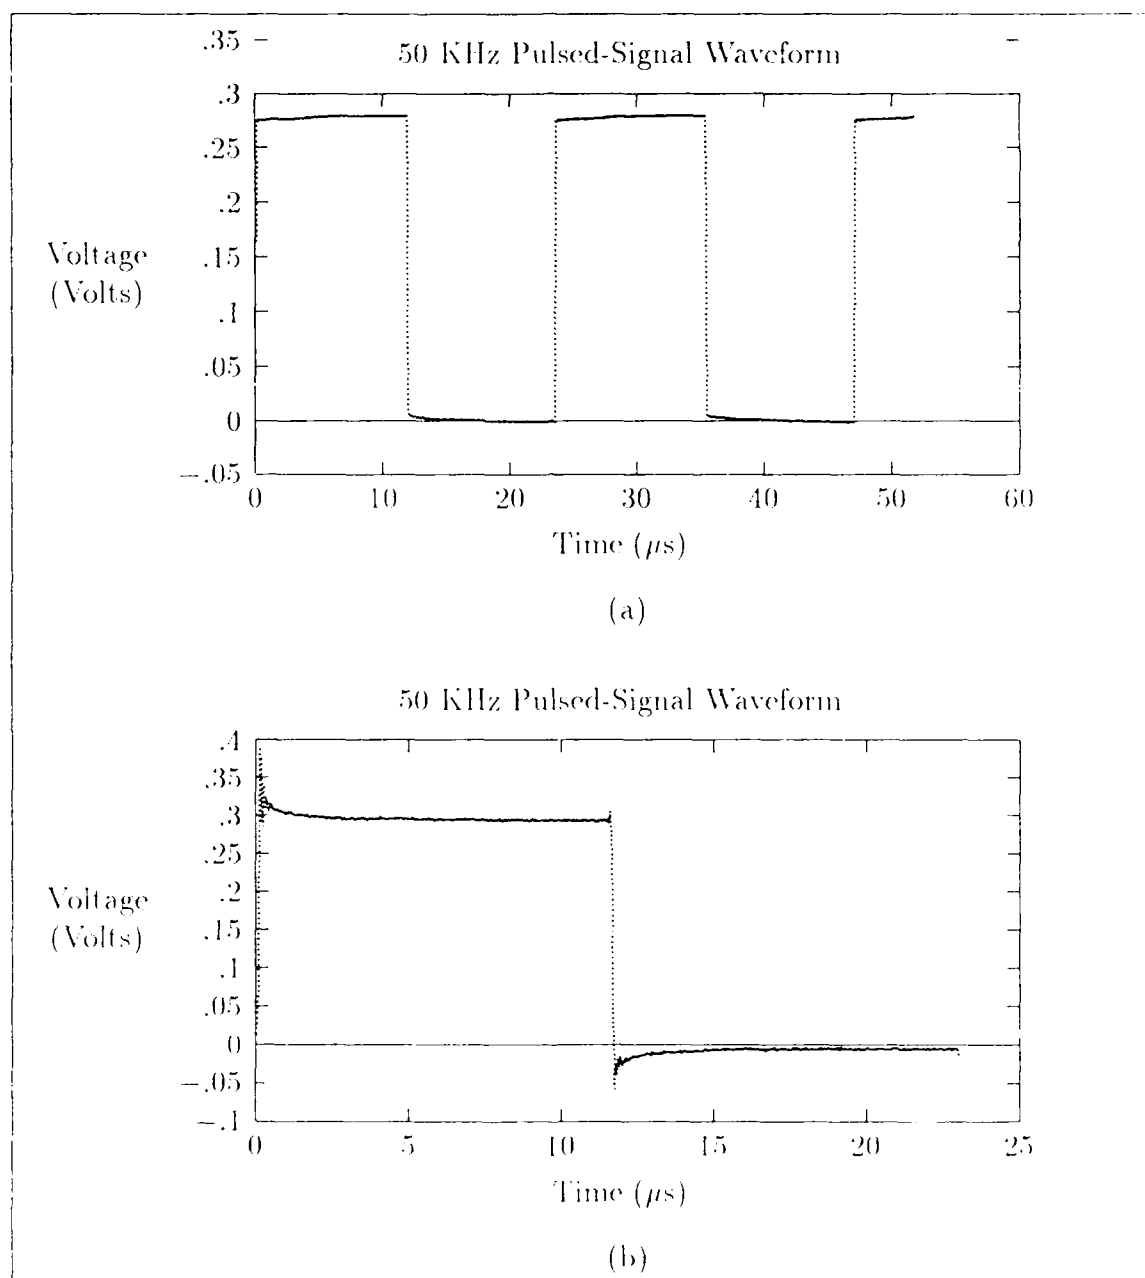 50 KHz Pulsed-Signal Waveform
.35
.3
.25
.2
.15
.1
.05
0
−.05
Voltage
(Volts)
0 10 20 30 40 50 60
Time (μs)
(a)
50 KHz Pulsed-Signal Waveform
.4
.35
.3
.25
.2
.15
.1
.05
0
−.05
−.1
Voltage
(Volts)
0 5 10 15 20 25
Time (μs)
(b)